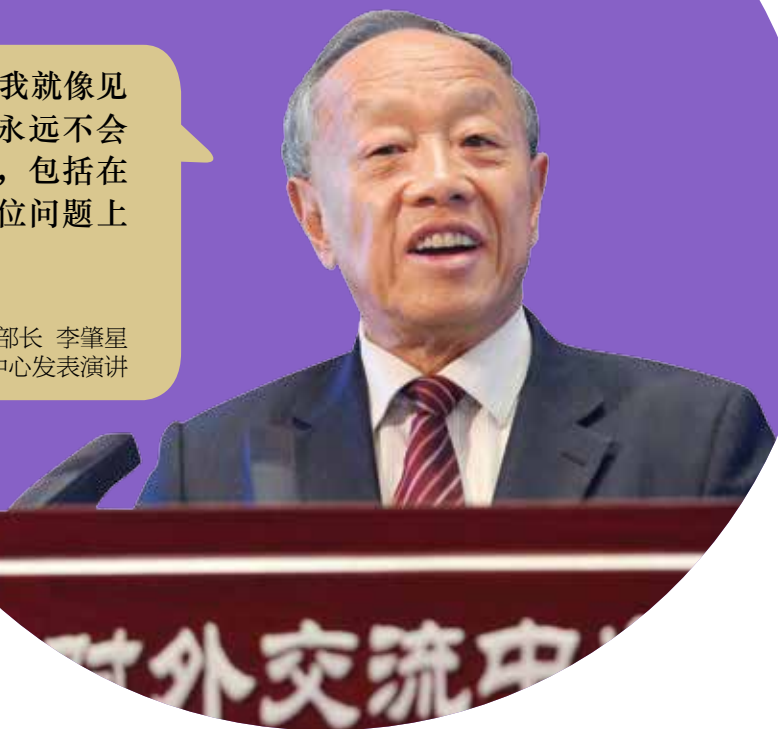 我就像见
永远不会
，包括在
位问题上
部长 李肇星
中心发表演讲
对外交流中